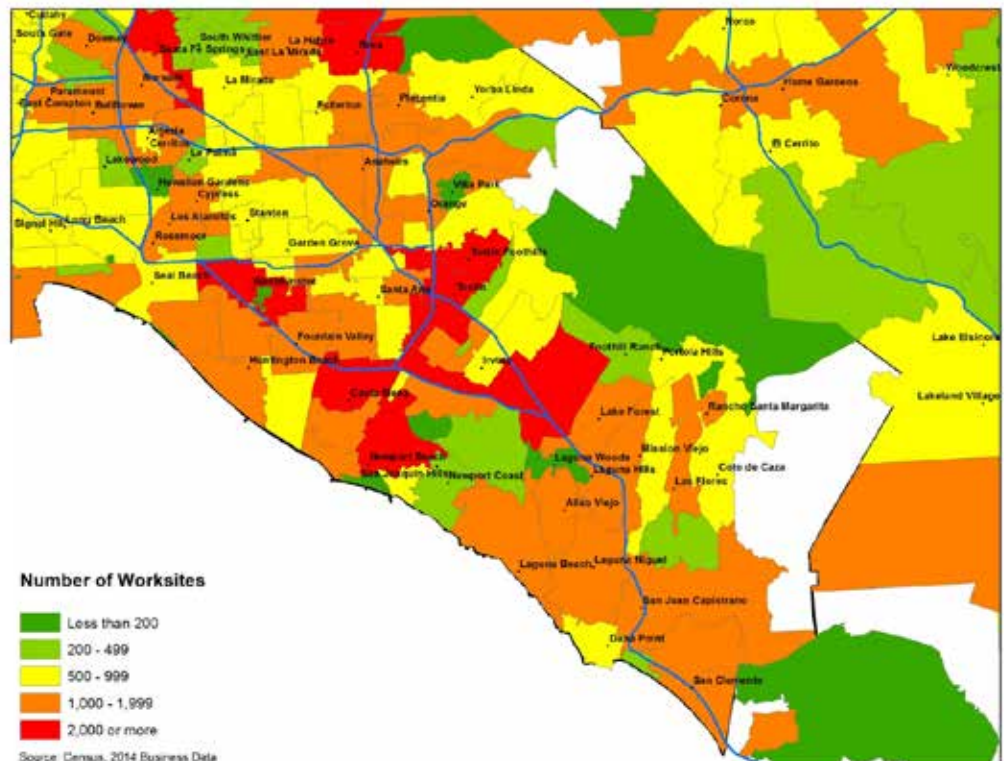 Cudahy
South Gate
Downey
South Whittier
Santa Fe Springs
East La Mirada
La Habra
Brea
Norco
Woodcrest
Norwalk
La Mirada
Paramount
East Compton
Bellflower
Fullerton
Placentia
Yorba Linda
Corona
Home Gardens
Artesia
Cerritos
La Palma
Lakewood
Anaheim
El Cerrito
Hawaiian Gardens
Cypress
Villa Park
Orange
Signal Hill
Long Beach
Los Alamitos
Stanton
Rossmoor
Garden Grove
Tustin Foothills
Seal Beach
Westminster
Santa Ana
Tustin
Fountain Valley
Huntington Beach
Irvine
Foothill Ranch
Portola Hills
Lake Elsinore
Lakeland Village
Costa Mesa
Lake Forest
Rancho Santa Margarita
Newport Beach
San Joaquin Hills
Newport Coast
Laguna Woods
Laguna Hills
Mission Viejo
Coto de Caza
Las Flores
Aliso Viejo
Laguna Beach
Laguna Niguel
San Juan Capistrano
Dana Point
San Clemente
Number of Worksites
Less than 200
200 - 499
500 - 999
1,000 - 1,999
2,000 or more
Source: Census, 2014 Business Data